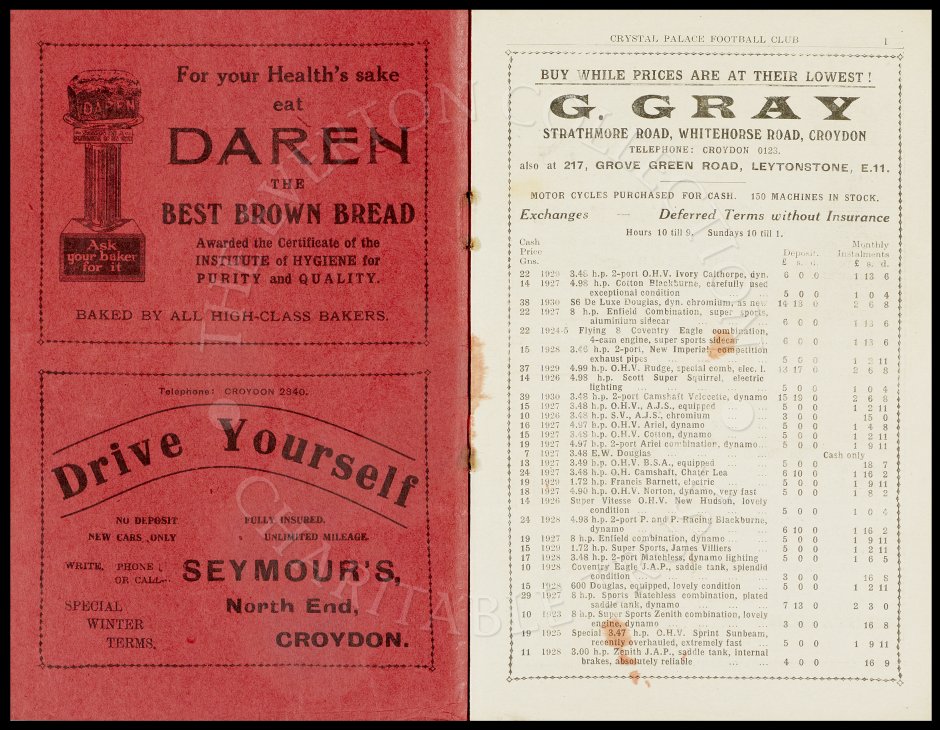 DAREN
Ask
your baker
for it
For your Health's sake
eat
DAREN
THE
BEST BROWN BREAD
Awarded the Certificate of the
INSTITUTE of HYGIENE for
PURITY and QUALITY.
BAKED BY ALL HIGH-CLASS BAKERS.
Telephone: CROYDON 2840.
Drive Yourself
NO DEPOSIT FULLY INSURED.
NEW CARS ONLY UNLIMITED MILEAGE.
WRITE, PHONE
OR CALL—
SEYMOUR'S,
North End,
CROYDON.
SPECIAL
WINTER
TERMS.
CRYSTAL PALACE FOOTBALL CLUB 1
BUY WHILE PRICES ARE AT THEIR LOWEST!
G. GRAY
STRATHMORE ROAD, WHITEHORSE ROAD, CROYDON
TELEPHONE: CROYDON 0123.
also at 217, GROVE GREEN ROAD, LEYTONSTONE, E.11.
MOTOR CYCLES PURCHASED FOR CASH. 150 MACHINES IN STOCK.
Exchanges — Deferred Terms without Insurance
Hours 10 till 9. Sundays 10 to 1.
Cash Monthly
Price Deposit Instalments
Gns. £ s. d. £ s. d.
22 1929 3.48 h.p. 2-port O.H.V. Ivory Calthorpe, dyn. 6 0 0 1 13 6
14 1927 4.98 h.p. Cotton Blackburne, carefully used
exceptional condition 5 0 0 1 0 4
38 1930 S6 De Luxe Douglas, dyn. chromium, as new 14 13 0 2 6 8
22 1927 8 h.p. Enfield Combination, super sports,
aluminium sidecar 6 0 0 1 13 6
22 1924-5 Flying 8 Coventry Eagle combination,
4-cam engine, super sports sidecar 6 0 0 1 13 6
15 1928 3.46 h.p. 2-port, New Imperial, competition
exhaust pipes 5 0 0 1 2 11
37 1929 4.99 h.p. O.H.V. Rudge, special comb, elec. l. 13 17 0 2 6 8
14 1926 4.98 h.p. Scott Super Squirrel, electric
lighting 5 0 0 1 0 4
39 1930 3.48 h.p. 2-port Camshaft Velocette, dynamo 15 19 0 2 6 8
15 1927 3.48 h.p. O.H.V., A.J.S., equipped 5 0 0 1 2 11
10 1926 3.48 h.p. S.V., A.J.S., chromium 3 0 0 15 0
16 1927 4.97 h.p. O.H.V. Ariel, dynamo 5 0 0 1 4 8
15 1927 3.48 h.p. O.H.V. Cotton, dynamo 5 0 0 1 2 11
19 1927 4.97 h.p. 2-port Ariel combination, dynamo 8 0 0 1 9 11
7 1927 3.48 E.W. Douglas Cash only
13 1927 3.49 h.p. O.H.V. B.S.A., equipped 5 0 0 18 7
24 1927 3.48 h.p. O.H. Camshaft, Chater Lea 6 10 0 1 16 2
19 1929 1.72 h.p. Francis Barnett, electric 5 0 0 1 9 11
18 1927 4.90 h.p. O.H.V. Norton, dynamo, very fast 5 0 0 1 8 2
14 1926 Super Vitesse O.H.V. New Hudson, lovely
condition 5 0 0 1 0 4
24 1928 4.98 h.p. 2-port P. and P. Racing Blackburne,
dynamo 6 10 0 1 16 2
19 1927 8 h.p. Enfield combination, dynamo 5 0 0 1 9 11
15 1929 1.72 h.p. Super Sports, James Villiers 5 0 0 1 2 11
17 1928 3.48 h.p. 2-port Matchless, dynamo lighting 5 0 0 1 6 5
10 1928 Coventry Eagle J.A.P., saddle tank, splendid
condition 3 0 0 16 8
15 1928 600 Douglas, equipped, lovely condition 5 0 0 1 2 11
29 1927 8 h.p. Sports Matchless combination, plated
saddle tank, dynamo 7 13 0 2 3 0
10 1923 8 h.p. Super Sports Zenith combination, lovely
engine, dynamo 3 0 0 16 8
19 1925 Special 3.47 h.p. O.H.V. Sprint Sunbeam,
recently overhauled, extremely fast 5 0 0 1 9 11
11 1928 3.00 h.p. Zenith J.A.P., saddle tank, internal
brakes, absolutely reliable 4 0 0 16 9